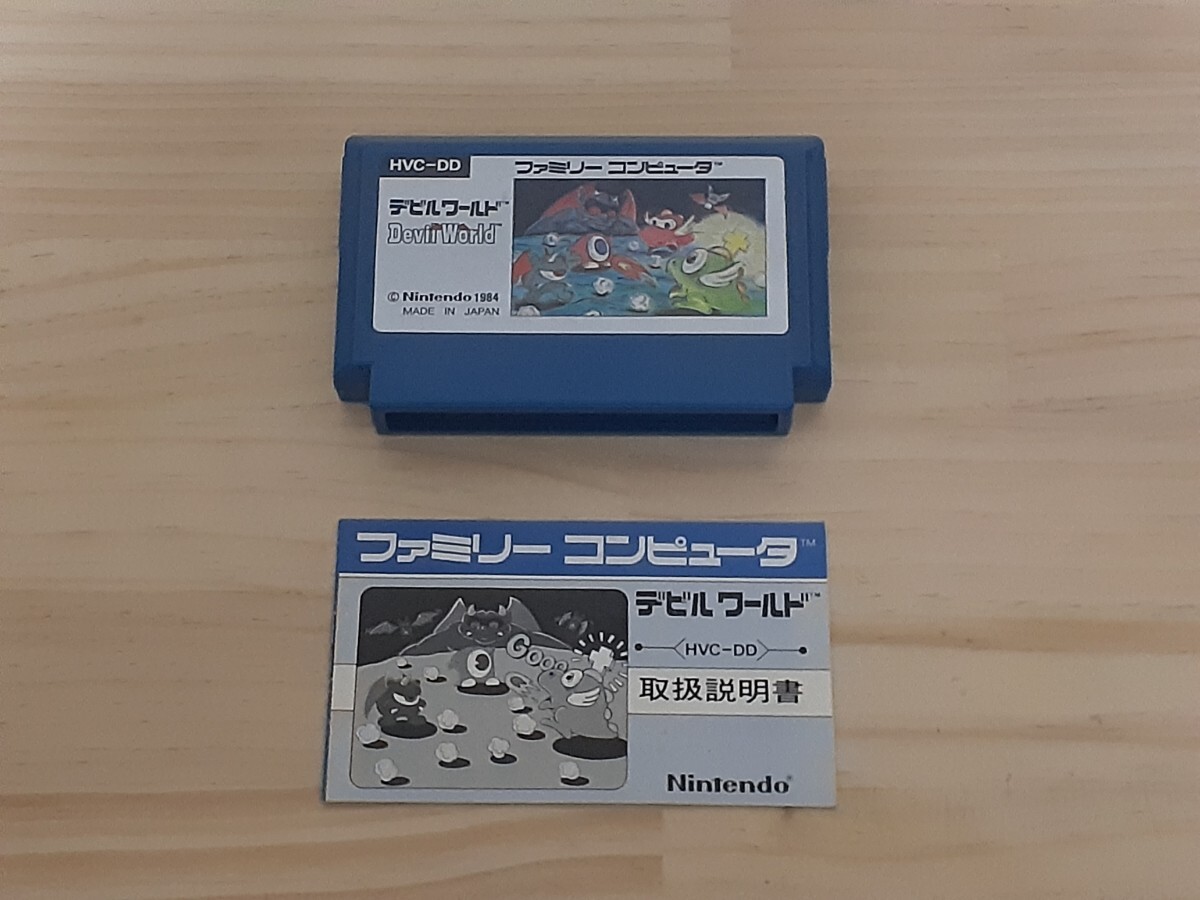 HVC-DD
ファミリー コンピュータ™
デビルワールド™
Devil World™
©Nintendo 1984
MADE IN JAPAN
ファミリー コンピュータ™
デビルワールド™
HVC-DD
Gooo
取扱説明書
Nintendo®